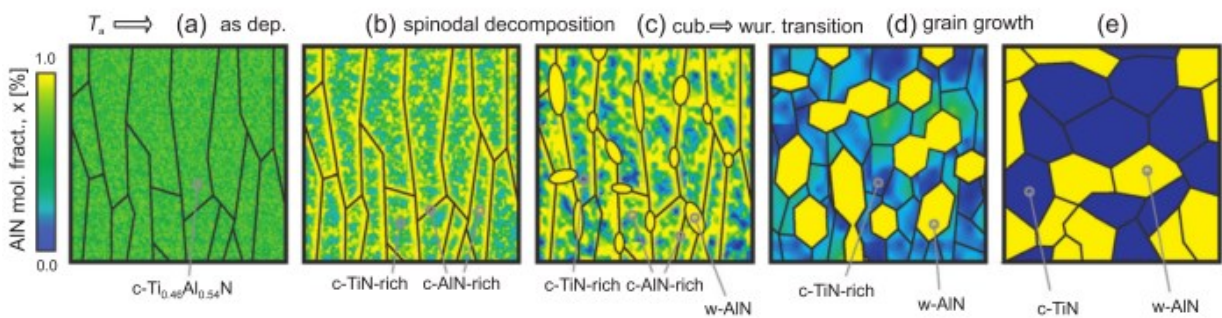 Tₐ (a) as dep. (b) spinodal decomposition (c) cub. wur. transition (d) grain growth (e)
AlN mol. fract., x [%]
1.0
0.0
c-Ti₀.₄₆Al₀.₅₄N
c-TiN-rich c-AlN-rich
c-TiN-rich c-AlN-rich
w-AlN
c-TiN-rich
w-AlN
c-TiN w-AlN